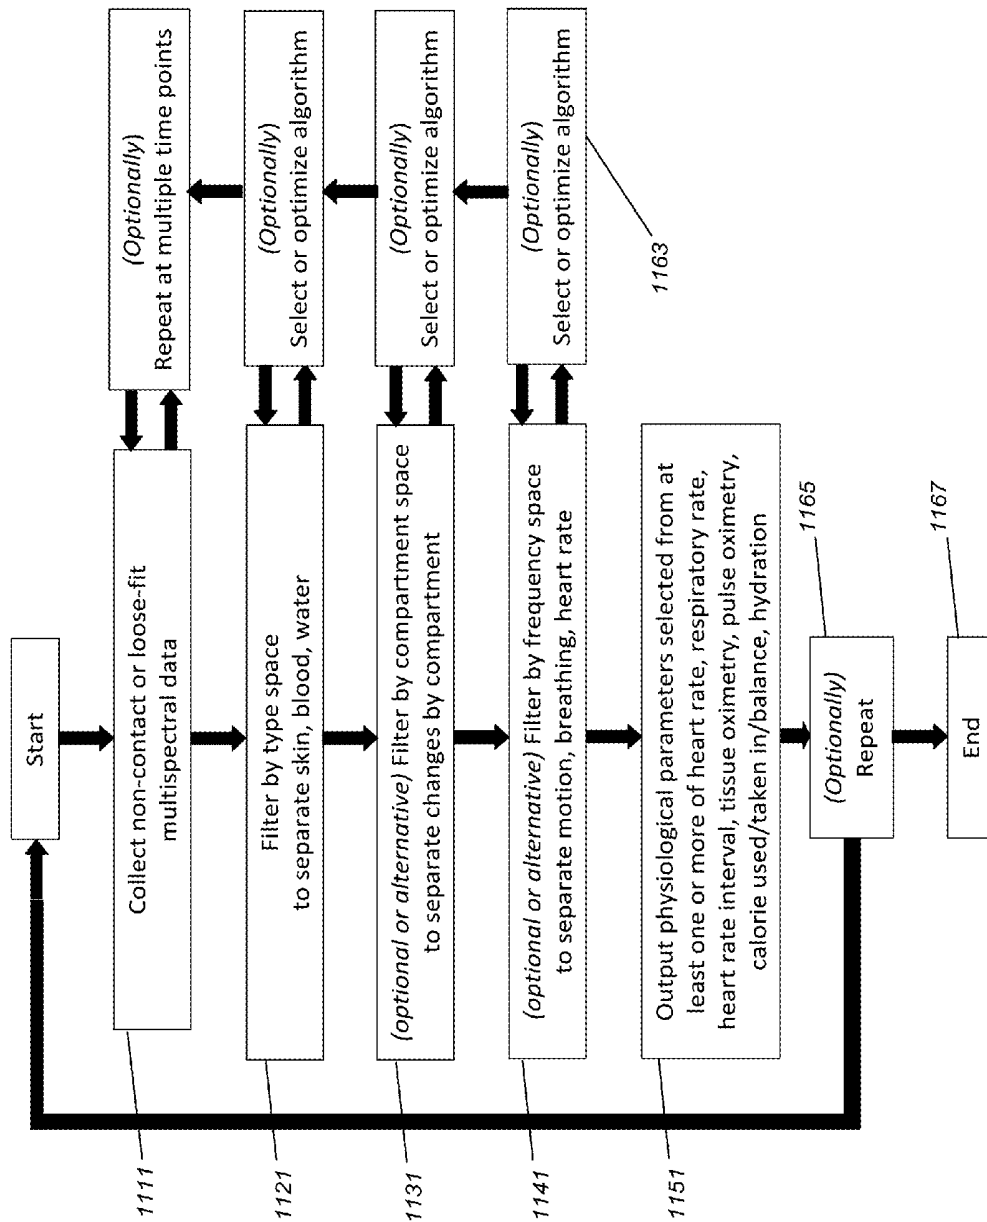 Start
Collect non-contact or loose-fit
multispectral data
(Optionally)
Repeat at multiple time points
Filter by type space
to separate skin, blood, water
(Optionally)
Select or optimize algorithm
(optional or alternative) Filter by compartment space
to separate changes by compartment
(Optionally)
Select or optimize algorithm
(optional or alternative) Filter by frequency space
to separate motion, breathing, heart rate
(Optionally)
Select or optimize algorithm
Output physiological parameters selected from at
least one or more of heart rate, respiratory rate,
heart rate interval, tissue oximetry, pulse oximetry,
calorie used/taken in/balance, hydration
(Optionally)
Repeat
End
1111
1121
1131
1141
1151
1163
1165
1167